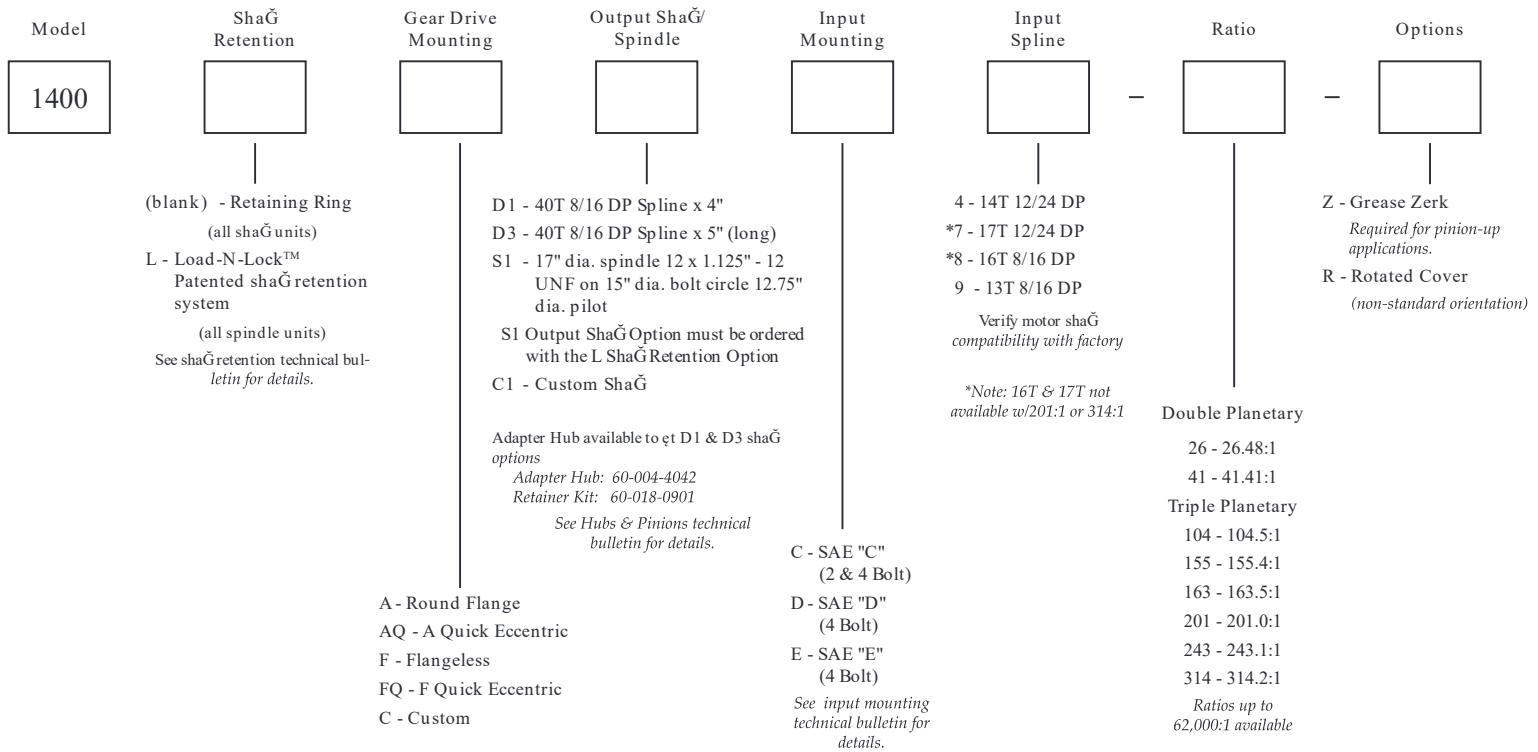 Model
ShaĞ
Retention
Gear Drive
Mounting
Output ShaĞ/
Spindle
Input
Mounting
Input
Spline
Ratio
Options
1400
–
–
(blank) - Retaining Ring
(all shaĞ units)
L - Load-N-Lock™
Patented shaĞ retention
system
(all spindle units)
See shaĞ retention technical bul-
letin for details.
A - Round Flange
AQ - A Quick Eccentric
F - Flangeless
FQ - F Quick Eccentric
C - Custom
D1 - 40T 8/16 DP Spline x 4"
D3 - 40T 8/16 DP Spline x 5" (long)
S1 - 17" dia. spindle 12 x 1.125" - 12
UNF on 15" dia. bolt circle 12.75"
dia. pilot
S1 Output ShaĞ Option must be ordered
with the L ShaĞ Retention Option
C1 - Custom ShaĞ
Adapter Hub available to ęt D1 & D3 shaĞ
options
Adapter Hub: 60-004-4042
Retainer Kit: 60-018-0901
See Hubs & Pinions technical
bulletin for details.
C - SAE "C"
(2 & 4 Bolt)
D - SAE "D"
(4 Bolt)
E - SAE "E"
(4 Bolt)
See input mounting
technical bulletin for
details.
4 - 14T 12/24 DP
*7 - 17T 12/24 DP
*8 - 16T 8/16 DP
9 - 13T 8/16 DP
Verify motor shaĞ
compatibility with factory
*Note: 16T & 17T not
available w/201:1 or 314:1
Double Planetary
26 - 26.48:1
41 - 41.41:1
Triple Planetary
104 - 104.5:1
155 - 155.4:1
163 - 163.5:1
201 - 201.0:1
243 - 243.1:1
314 - 314.2:1
Ratios up to
62,000:1 available
Z - Grease Zerk
Required for pinion-up
applications.
R - Rotated Cover
(non-standard orientation)